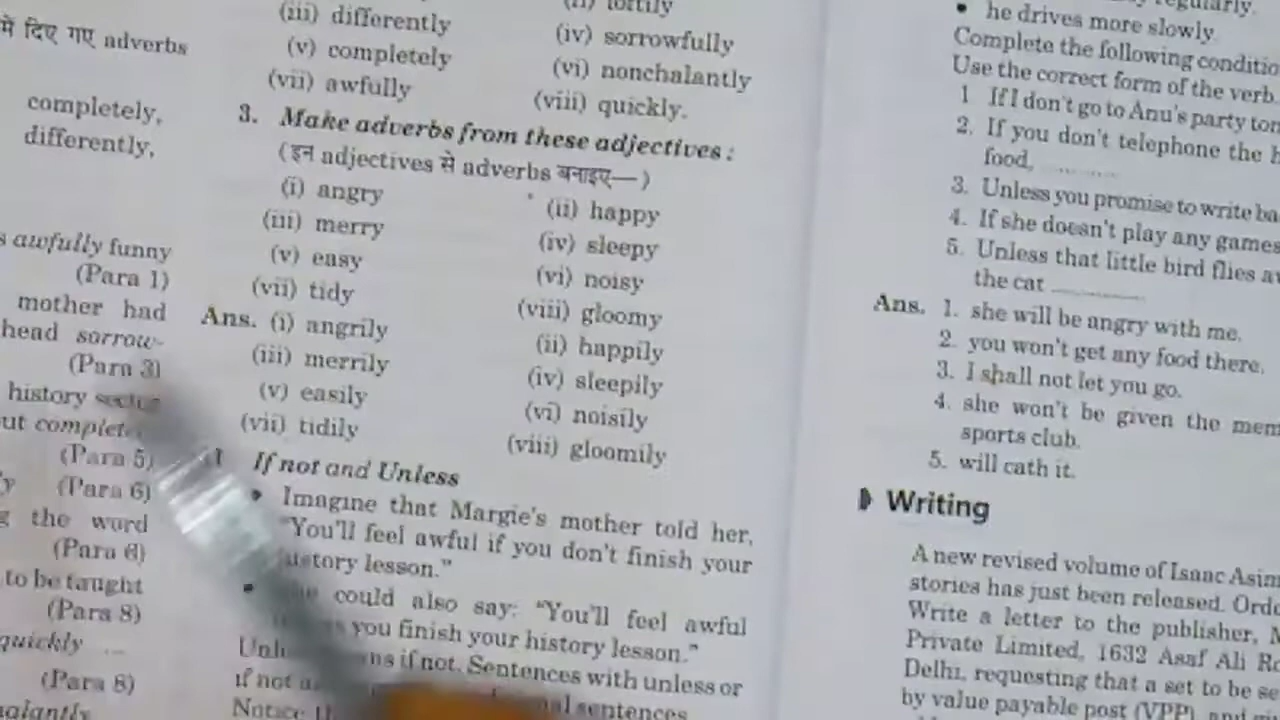 में दिए गए adverbs
completely,
differently,
awfully funny
(Para 1)
mother had
head sorrow-
(Para 3)
history
(Para 5)
(Para 6)
the word
(Para 6)
to be taught
(Para 8)
quickly ...
(Para 8)
(iii) differently
(iv) sorrowfully
(v) completely
(vi) nonchalantly
(vii) awfully
(viii) quickly.
3. Make adverbs from these adjectives :
(इन adjectives से adverbs बनाइए—)
(i) angry (ii) happy
(iii) merry (iv) sleepy
(v) easy (vi) noisy
(vii) tidy (viii) gloomy
Ans. (i) angrily (ii) happily
(iii) merrily (iv) sleepily
(v) easily (vi) noisily
(vii) tidily (viii) gloomily
If not and Unless
• Imagine that Margie's mother told her,
"You'll feel awful if you don't finish your
lesson."
• could also say: "You'll feel awful
you finish your history lesson."
if not. Sentences with unless or
if not
sentences
regularly.
• he drives more slowly.
Complete the following
Use the correct form of the verb.
1 If I don't go to Anu's party
2. If you don't telephone the
food, ..........
3. Unless you promise to write
4. If she doesn't play any games
5. Unless that little bird flies
the cat ..........
Ans. 1. she will be angry with me.
2. you won't get any food there.
3. I shall not let you go.
4. she won't be given the
sports club.
5. will cath it.
Writing
A new revised volume of Isaac
stories has just been released.
Write a letter to the publisher,
Private Limited, 1632 Asaf Ali
Delhi, requesting that a set to be
by value payable post (VPP), and